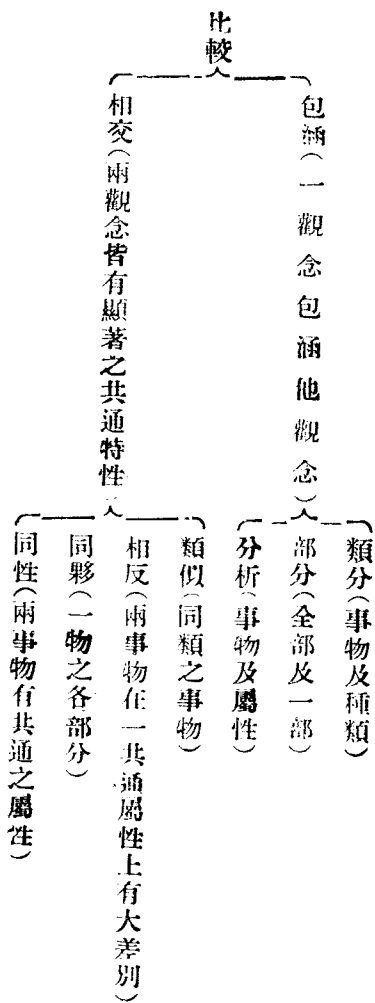 比較
包涵(一觀念包涵他觀念)
類分(事物及種類)
部分(全部及一部)
分析(事物及屬性)
相交(兩觀念皆有顯著之共通特性)
類似(同類之事物)
相反(兩事物在一共通屬性上有大差別)
同夥(一物之各部分)
同性(兩事物有共通之屬性)